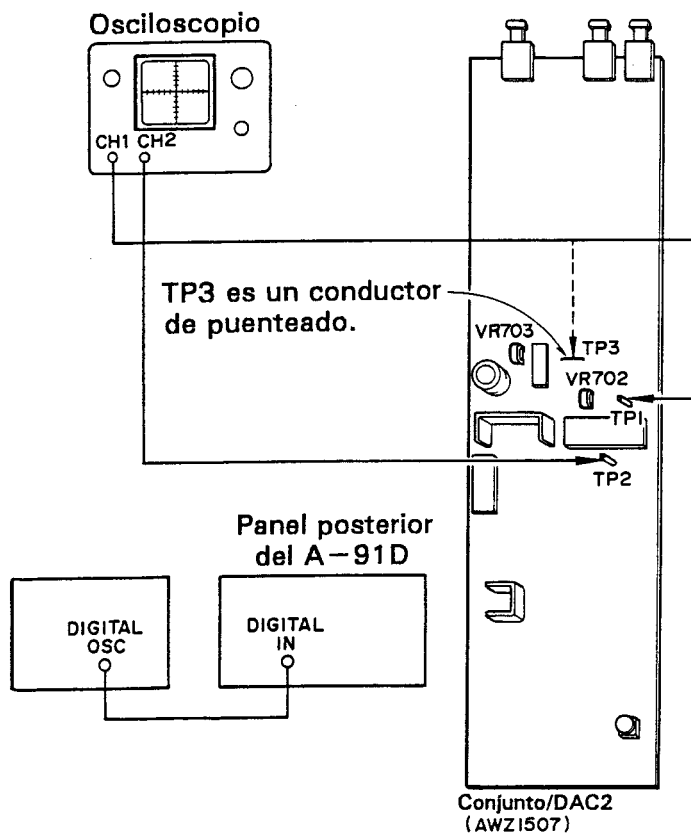 Osciloscopio
CH1 CH2
TP3 es un conductor
de puenteado.
VR703
TP3
VR702
TP1
TP2
Panel posterior
del A-91D
DIGITAL
OSC
DIGITAL
IN
Conjunto/DAC2
(AWZ1507)